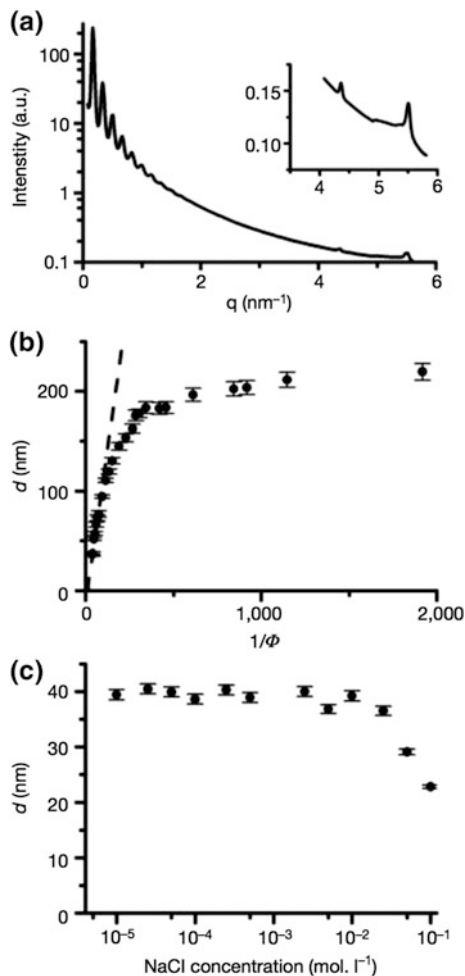 (a)
100
10
1
0.1
Intenstity (a.u.)
0.15
0.10
4 5 6
0 2 4 6
q (nm⁻¹)
(b)
200
100
0
d (nm)
0 1,000 2,000
1/Φ
(c)
40
30
20
10
0
d (nm)
10⁻⁵ 10⁻⁴ 10⁻³ 10⁻² 10⁻¹
NaCl concentration (mol. l⁻¹)